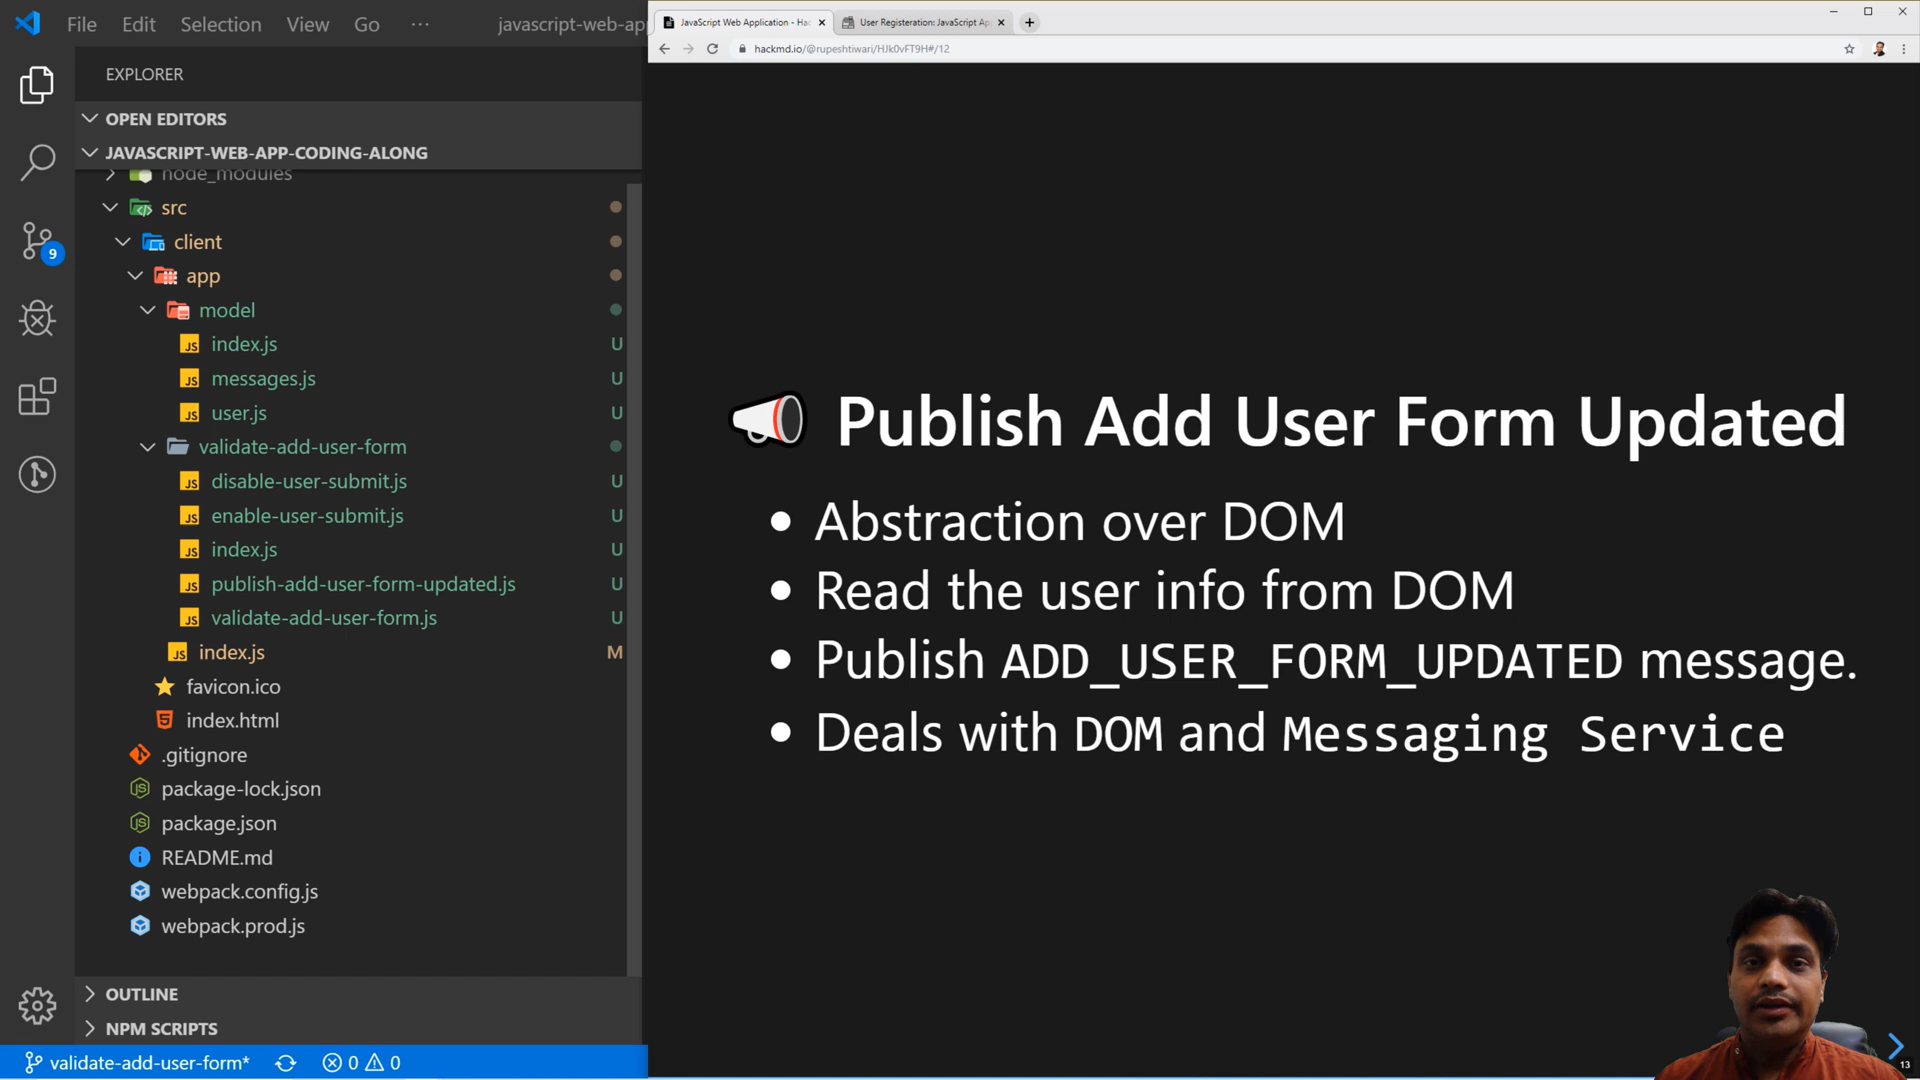 File Edit Selection View Go ··· javascript-web-ap
EXPLORER
OPEN EDITORS
JAVASCRIPT-WEB-APP-CODING-ALONG
node_modules
src
client
app
model
index.js U
messages.js U
user.js U
validate-add-user-form
disable-user-submit.js U
enable-user-submit.js U
index.js U
publish-add-user-form-updated.js U
validate-add-user-form.js U
index.js M
favicon.ico
index.html
.gitignore
package-lock.json
package.json
README.md
webpack.config.js
webpack.prod.js
OUTLINE
NPM SCRIPTS
9
validate-add-user-form* 0 0
JavaScript Web Application - Hac
User Registeration: JavaScript Ap
hackmd.io/@rupeshtiwari/HJk0vFT9H#/12
Publish Add User Form Updated
• Abstraction over DOM
• Read the user info from DOM
• Publish ADD_USER_FORM_UPDATED message.
• Deals with DOM and Messaging Service
13